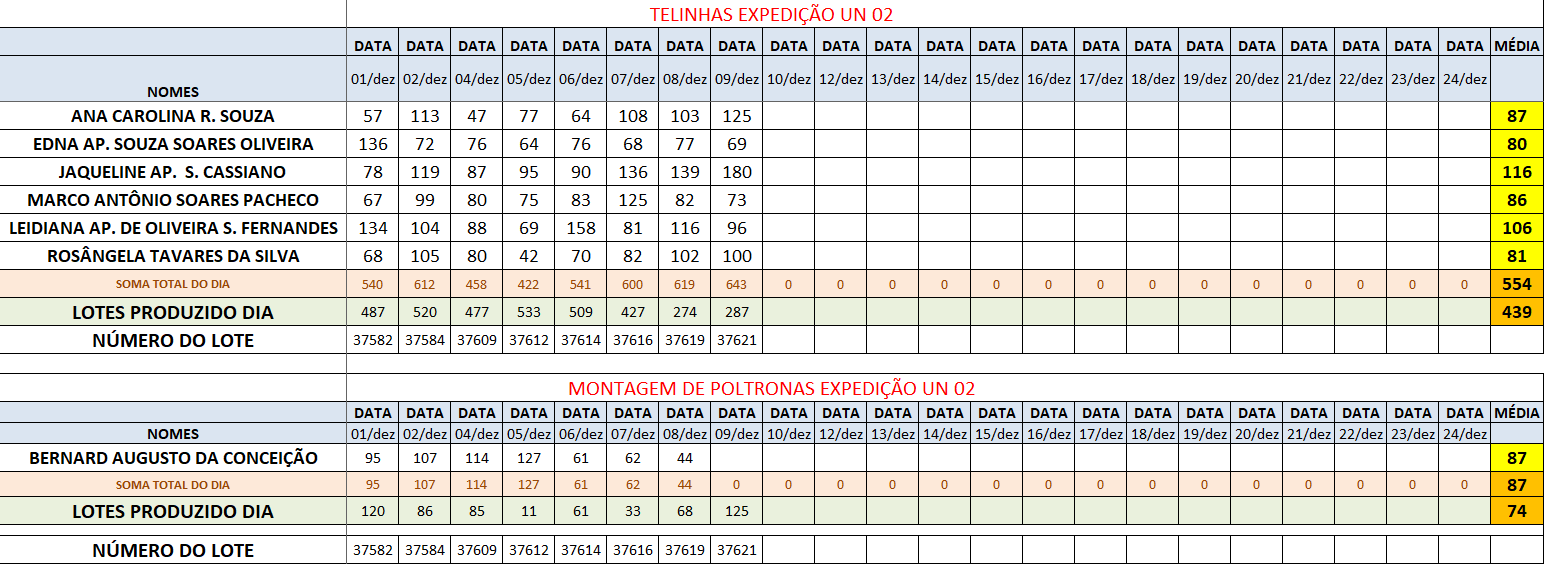 TELINHAS EXPEDIÇÃO UN 02
DATA DATA DATA DATA DATA DATA DATA DATA DATA DATA DATA DATA DATA DATA DATA DATA DATA DATA DATA DATA DATA DATA MÉDIA
NOMES 01/dez 02/dez 04/dez 05/dez 06/dez 07/dez 08/dez 09/dez 10/dez 12/dez 13/dez 14/dez 15/dez 16/dez 17/dez 18/dez 19/dez 20/dez 21/dez 22/dez 23/dez 24/dez
ANA CAROLINA R. SOUZA 57 113 47 77 64 108 103 125 87
EDNA AP. SOUZA SOARES OLIVEIRA 136 72 76 64 76 68 77 69 80
JAQUELINE AP. S. CASSIANO 78 119 87 95 90 136 139 180 116
MARCO ANTÔNIO SOARES PACHECO 67 99 80 75 83 125 82 73 86
LEIDIANA AP. DE OLIVEIRA S. FERNANDES 134 104 88 69 158 81 116 96 106
ROSÂNGELA TAVARES DA SILVA 68 105 80 42 70 82 102 100 81
SOMA TOTAL DO DIA 540 612 458 422 541 600 619 643 0 0 0 0 0 0 0 0 0 0 0 0 0 0 554
LOTES PRODUZIDO DIA 487 520 477 533 509 427 274 287 439
NÚMERO DO LOTE 37582 37584 37609 37612 37614 37616 37619 37621
MONTAGEM DE POLTRONAS EXPEDIÇÃO UN 02
DATA DATA DATA DATA DATA DATA DATA DATA DATA DATA DATA DATA DATA DATA DATA DATA DATA DATA DATA DATA DATA DATA MÉDIA
NOMES 01/dez 02/dez 04/dez 05/dez 06/dez 07/dez 08/dez 09/dez 10/dez 12/dez 13/dez 14/dez 15/dez 16/dez 17/dez 18/dez 19/dez 20/dez 21/dez 22/dez 23/dez 24/dez
BERNARD AUGUSTO DA CONCEIÇÃO 95 107 114 127 61 62 44 87
SOMA TOTAL DO DIA 95 107 114 127 61 62 44 0 0 0 0 0 0 0 0 0 0 0 0 0 0 0 87
LOTES PRODUZIDO DIA 120 86 85 11 61 33 68 125 74
NÚMERO DO LOTE 37582 37584 37609 37612 37614 37616 37619 37621